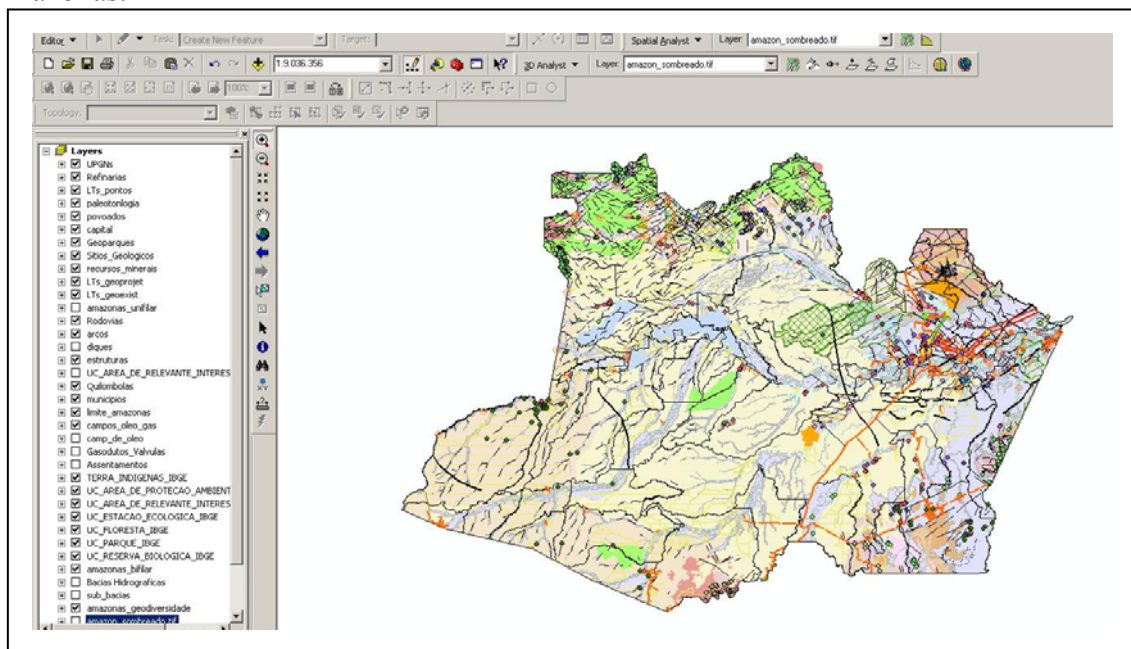 Editor
Task:
Create New Feature
Target:
Spatial Analyst
Layer:
amazon_sombreado.tif
1:9.036.356
3D Analyst
Layer:
amazon_sombreado.tif
100%
Topology:
Layers
UPGNs
Refinarias
LTs_pontos
paleotonlogia
povoados
capital
Geoparques
Sitios_Geologicos
recursos_minerais
LTs_geoprojet
LTs_geoexist
amazonas_unifilar
Rodovias
arcos
diques
estruturas
UC_AREA_DE_RELEVANTE_INTERES
Quilombolas
municipios
limite_amazonas
campos_oleo_gas
camp_de_oleo
Gasodutos_Valvulas
Assentamentos
TERRA_INDIGENAS_IBGE
UC_AREA_DE_PROTECAO_AMBIENT
UC_AREA_DE_RELEVANTE_INTERES
UC_ESTACAO_ECOLOGICA_IBGE
UC_FLORESTA_IBGE
UC_PARQUE_IBGE
UC_RESERVA_BIOLOGICA_IBGE
amazonas_bifilar
Bacias Hidrograficas
sub_bacias
amazonas_geodiversidade
amazon_sombreado.tif